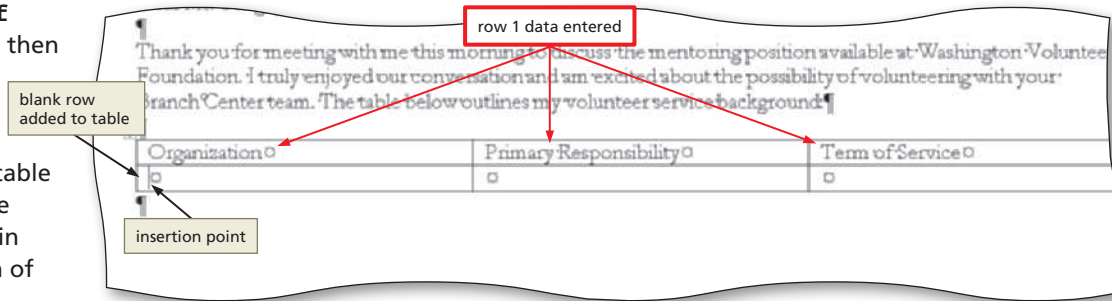 f
then
table
e
in
n of
row 1 data entered
¶
Thank you for meeting with me this morning to discuss the mentoring position available at Washington Voluntee
Foundation. I truly enjoyed our conversation and am excited about the possibility of volunteering with your
Branch Center team. The table below outlines my volunteer service background.¶
blank row
added to table
Organization¤ Primary Responsibility¤ Term of Service¤
¤ ¤ ¤
¶
insertion point